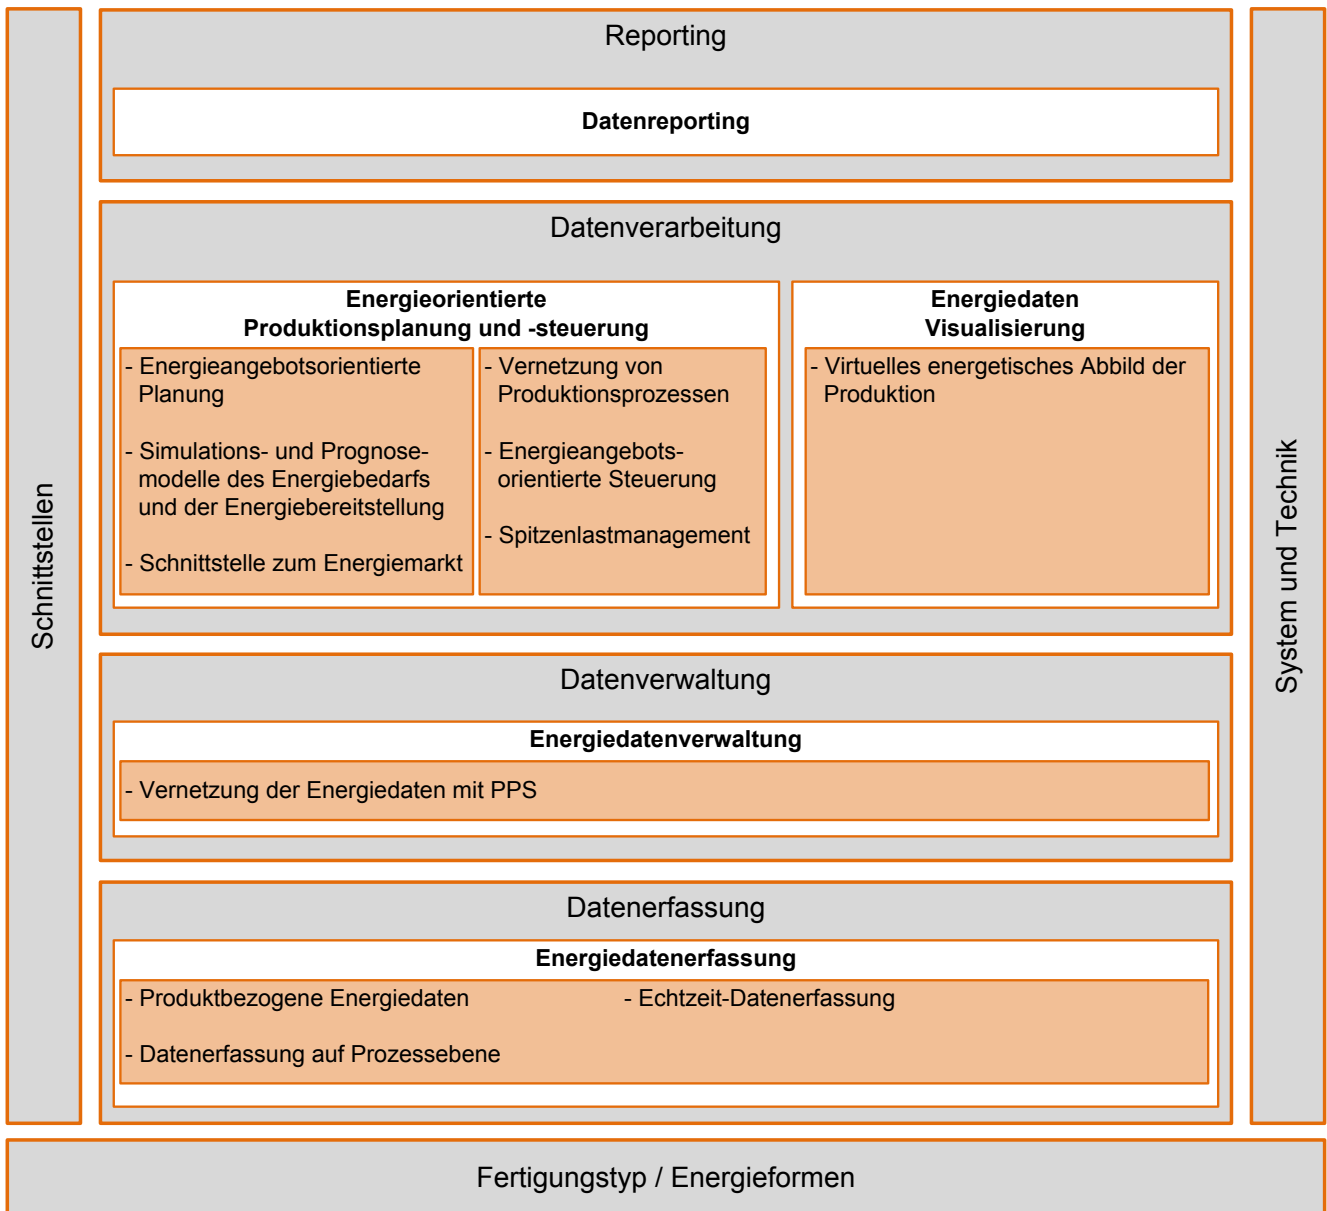 Schnittstellen
Reporting
Datenreporting
Datenverarbeitung
Energieorientierte
Produktionsplanung und -steuerung
- Energieangebotsorientierte
Planung
- Simulations- und Prognose-
modelle des Energiebedarfs
und der Energiebereitstellung
- Schnittstelle zum Energiemarkt
- Vernetzung von
Produktionsprozessen
- Energieangebots-
orientierte Steuerung
- Spitzenlastmanagement
Energiedaten
Visualisierung
- Virtuelles energetisches Abbild der
Produktion
Datenverwaltung
Energiedatenverwaltung
- Vernetzung der Energiedaten mit PPS
Datenerfassung
Energiedatenerfassung
- Produktbezogene Energiedaten
- Datenerfassung auf Prozessebene
- Echtzeit-Datenerfassung
System und Technik
Fertigungstyp / Energieformen